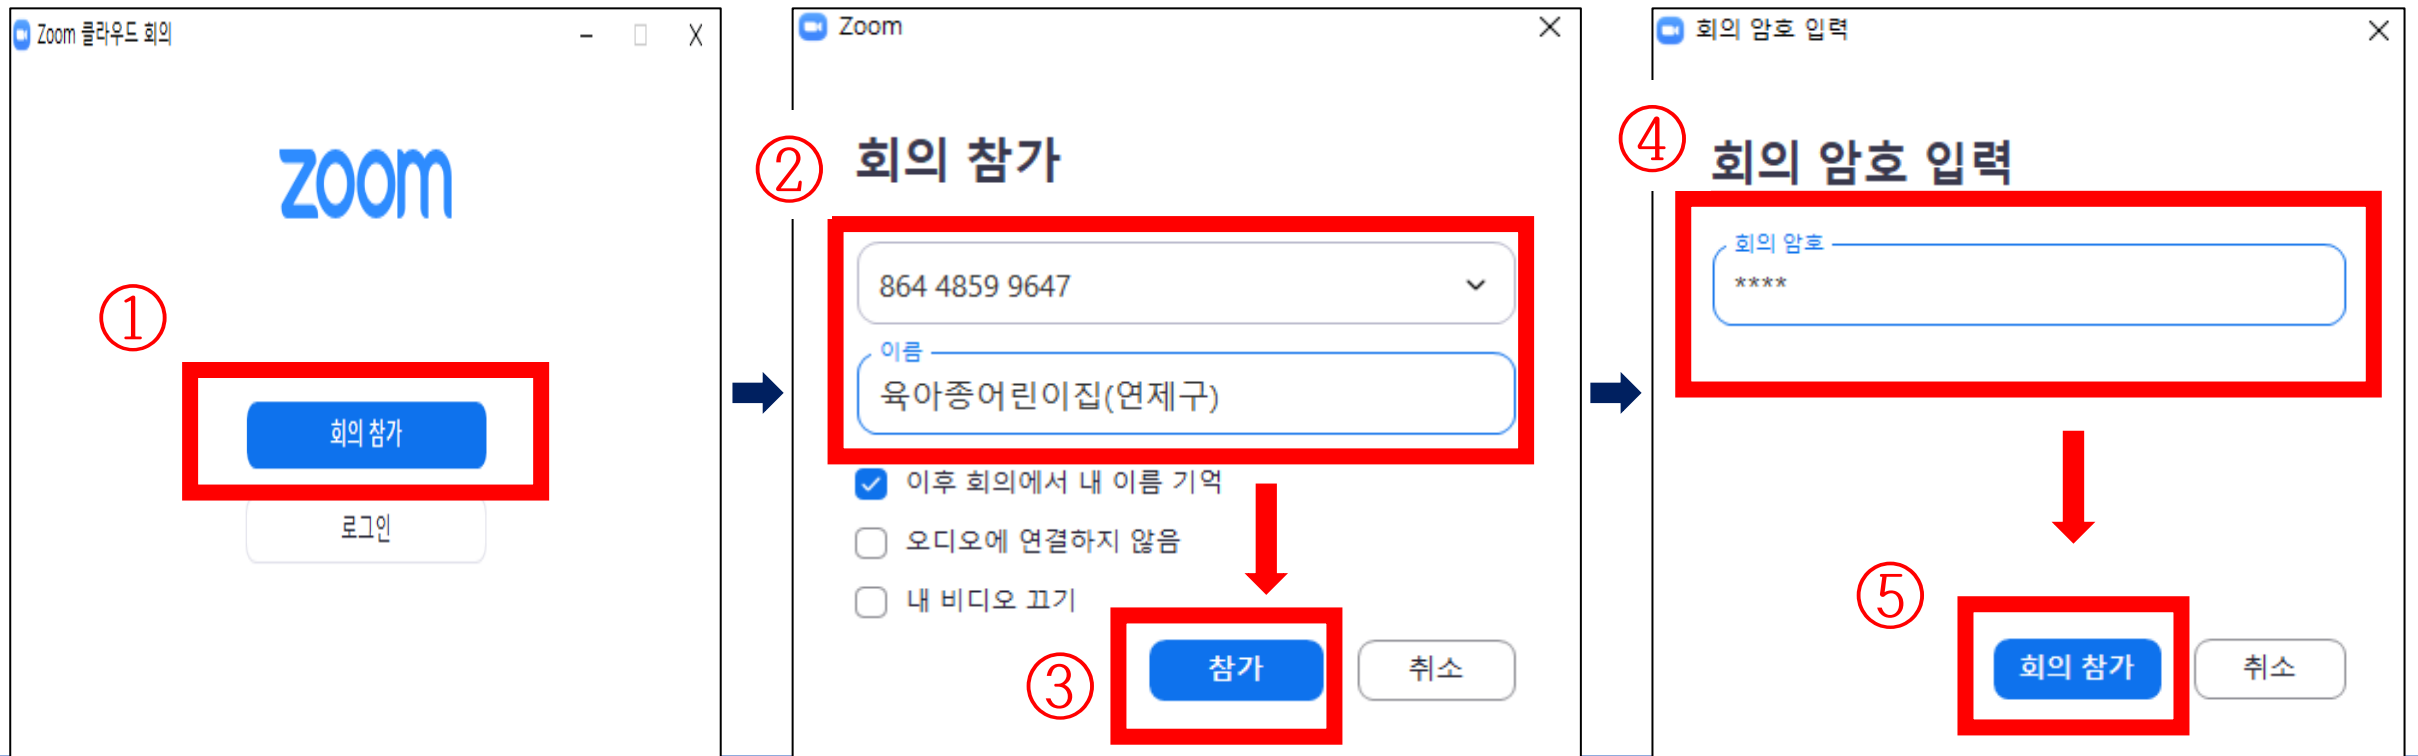 Zoom 클라우드 회의
zoom
①
회의 참가
로그인
Zoom
②
회의 참가
864 4859 9647
이름
육아종어린이집(연제구)
이후 회의에서 내 이름 기억
오디오에 연결하지 않음
내 비디오 끄기
③
참가
취소
회의 암호 입력
④
회의 암호 입력
회의 암호
****
⑤
회의 참가
취소